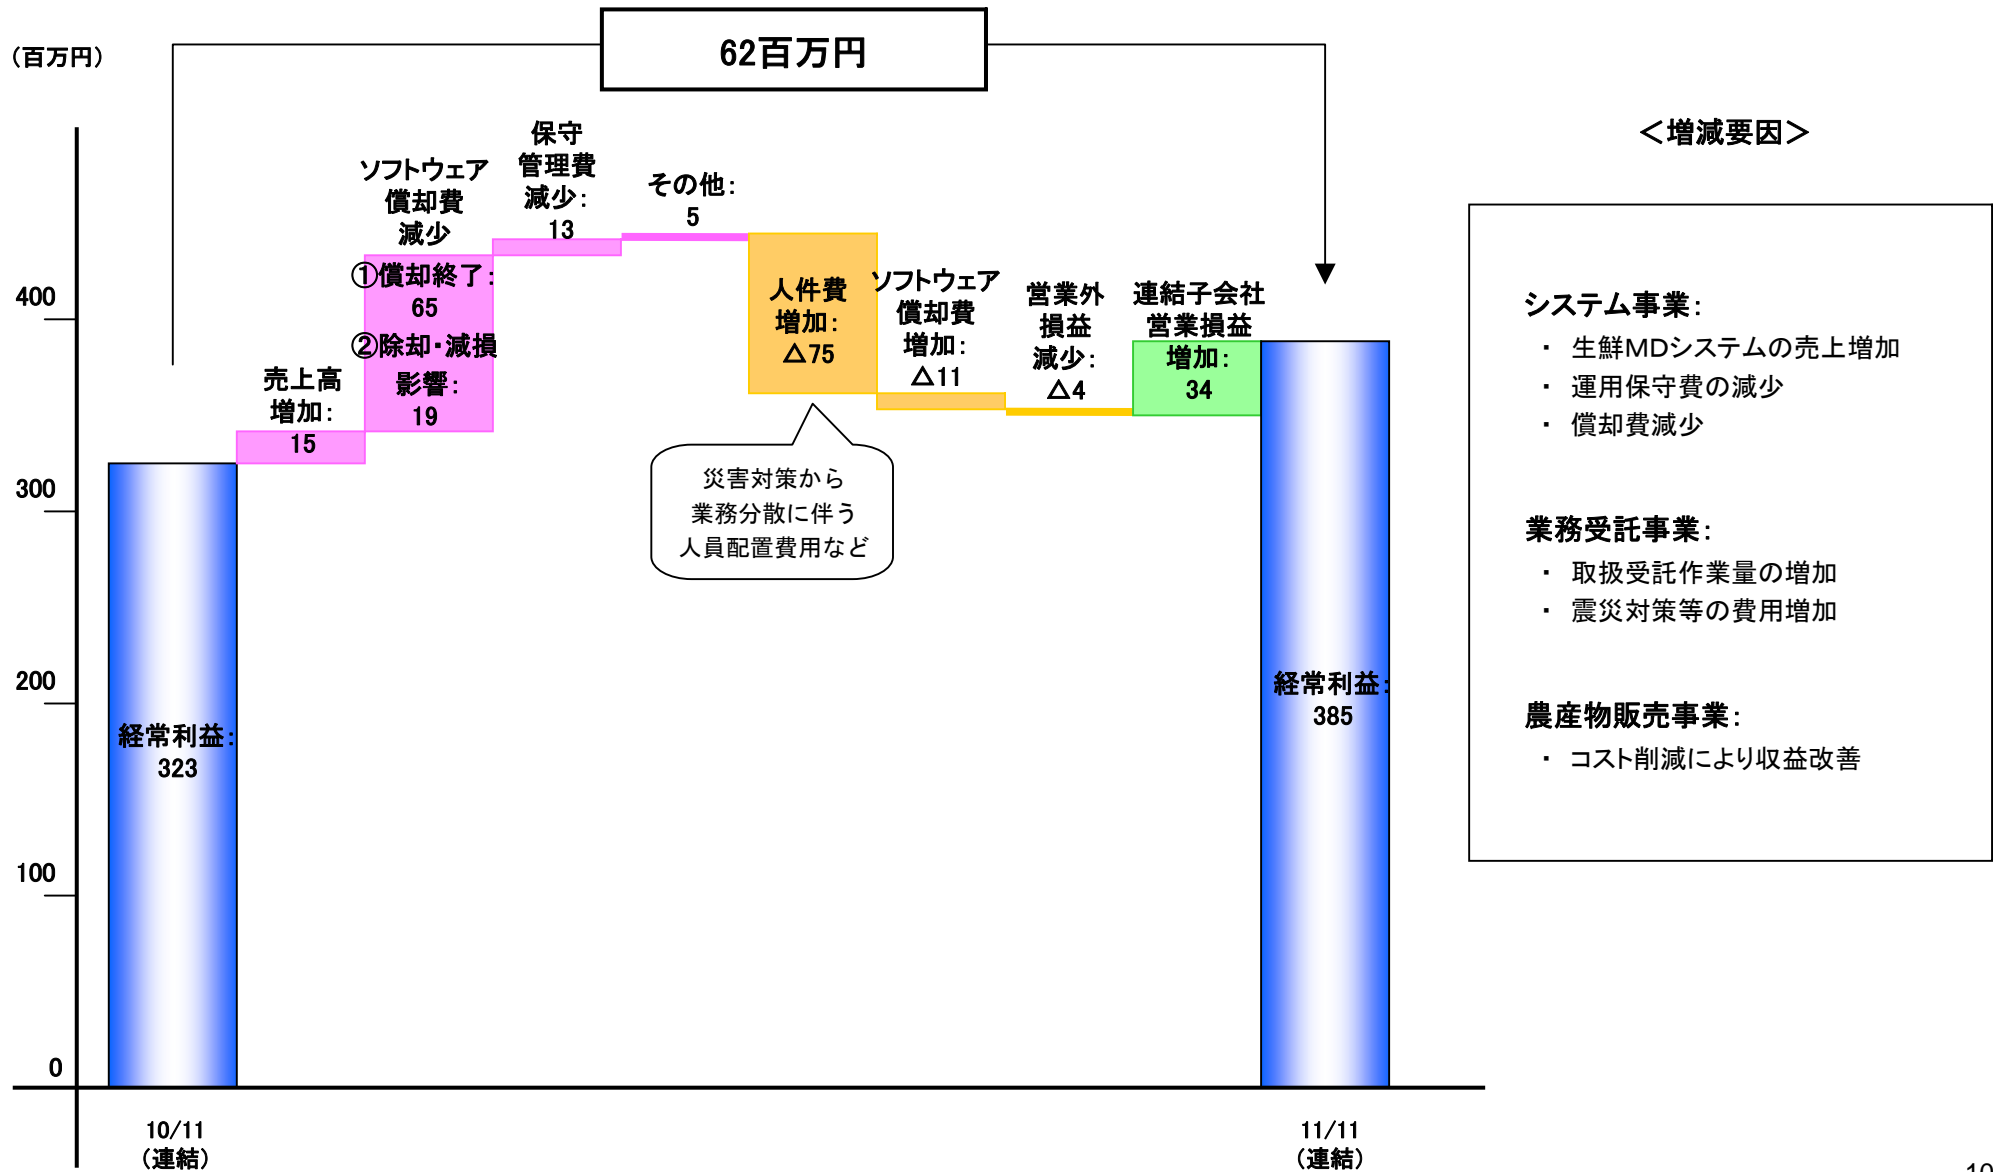 (百万円)
62百万円
保守
管理費
減少:
13
ソフトウェア
償却費
減少
①償却終了:
65
②除却・減損
影響:
19
その他:
5
売上高
増加:
15
人件費
増加:
△75
ソフトウェア
償却費
増加:
△11
営業外
損益
減少:
△4
連結子会社
営業損益
増加:
34
災害対策から
業務分散に伴う
人員配置費用など
400
300
200
100
0
経常利益:
323
経常利益:
385
10/11
(連結)
11/11
(連結)
<増減要因>
システム事業:
・ 生鮮MDシステムの売上増加
・ 運用保守費の減少
・ 償却費減少
業務受託事業:
・ 取扱受託作業量の増加
・ 震災対策等の費用増加
農産物販売事業:
・ コスト削減により収益改善
10